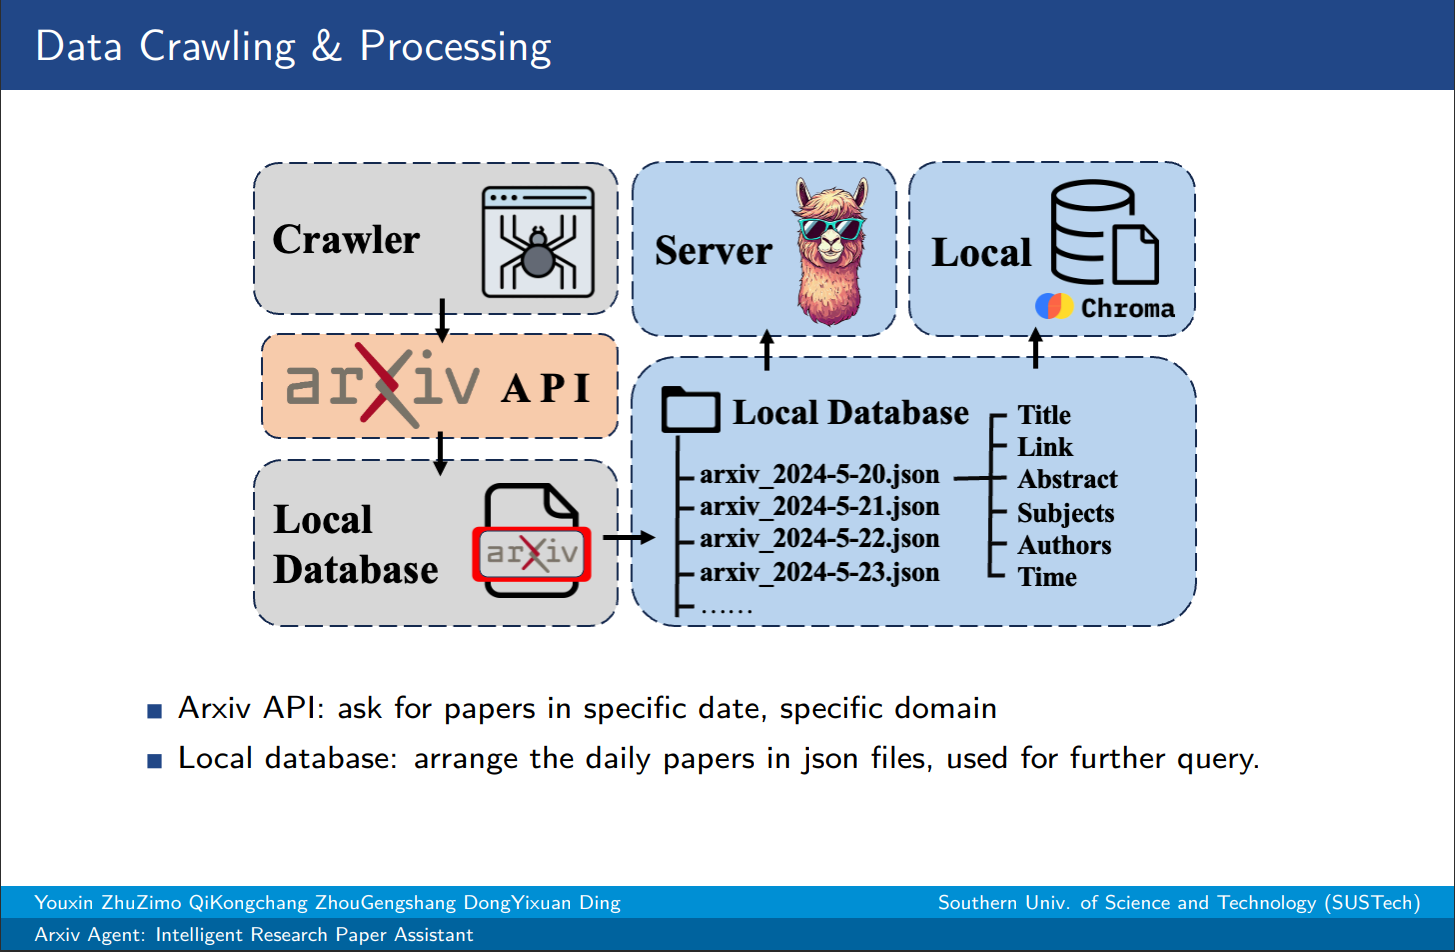 Data Crawling & Processing
Crawler
arXiv API
Local
Database
arXiv
Server
Local
Chroma
Local Database
arxiv_2024-5-20.json
arxiv_2024-5-21.json
arxiv_2024-5-22.json
arxiv_2024-5-23.json
......
Title
Link
Abstract
Subjects
Authors
Time
Arxiv API: ask for papers in specific date, specific domain
Local database: arrange the daily papers in json files, used for further query.
Youxin ZhuZimo QiKongchang ZhouGengshang DongYixuan Ding
Southern Univ. of Science and Technology (SUSTech)
Arxiv Agent: Intelligent Research Paper Assistant